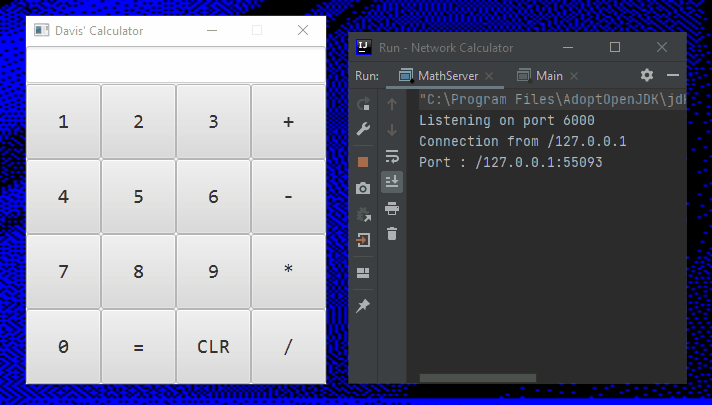 Davis' Calculator
1 2 3 +
4 5 6 -
7 8 9 *
0 = CLR /
IJ Run - Network Calculator
Run: MathServer Main
"C:\Program Files\AdoptOpenJDK\jd
Listening on port 6000
Connection from /127.0.0.1
Port : /127.0.0.1:55093